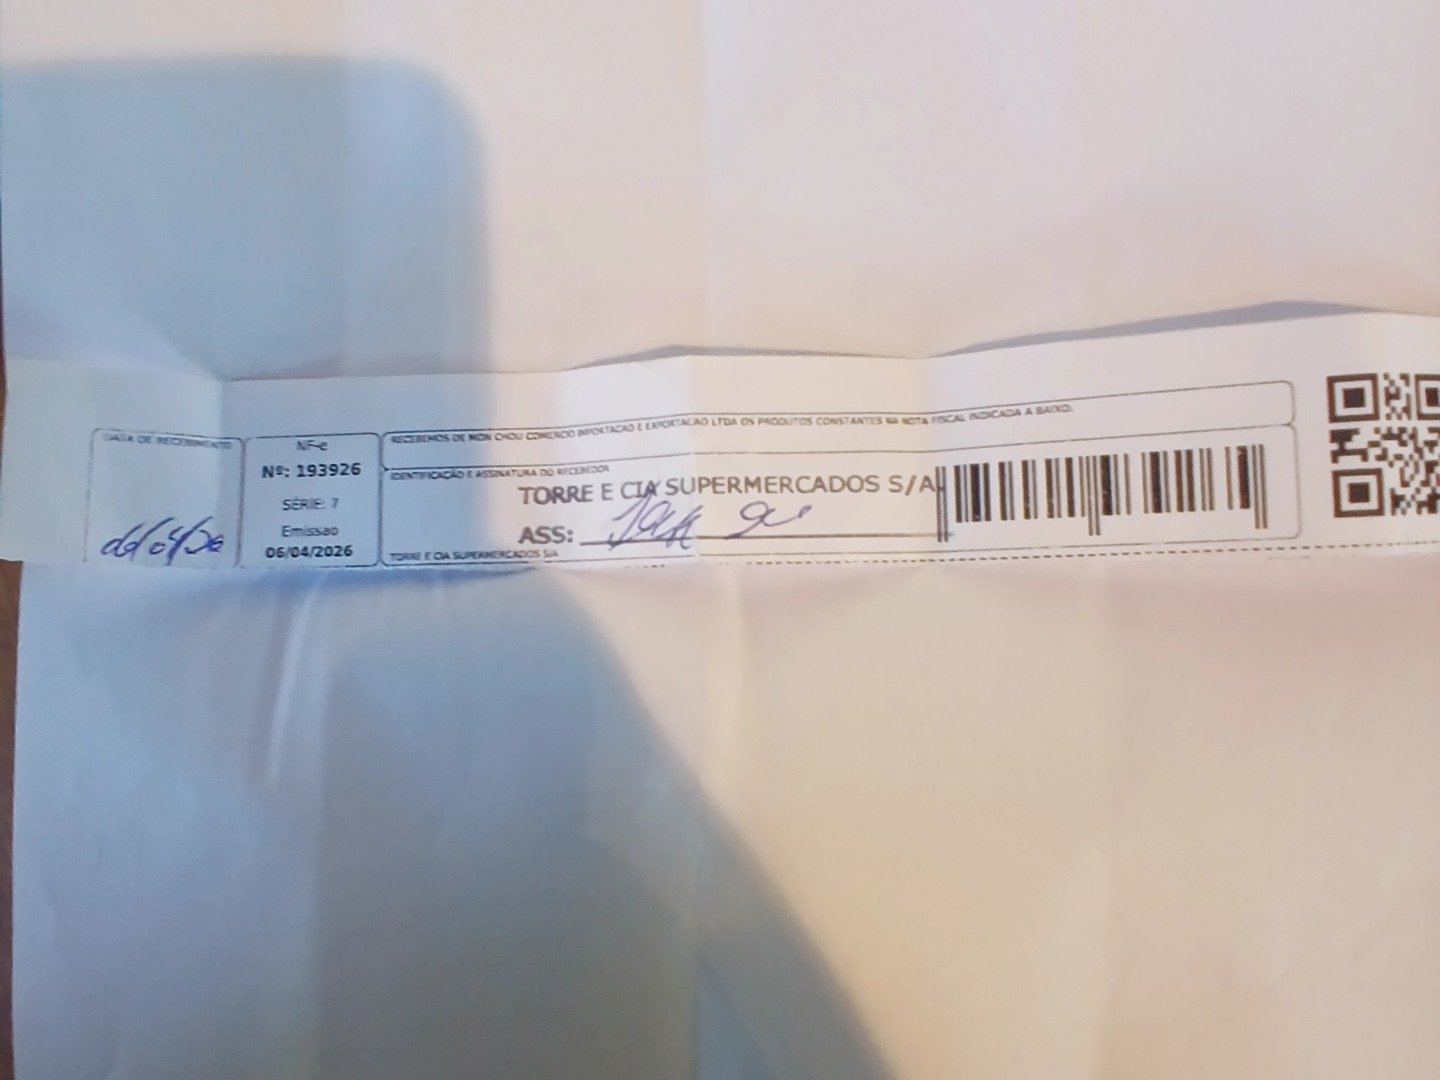 DATA DE RECEBIMENTO
NF-e
Nº: 193926
SÉRIE: 7
Emissao
06/04/2026
RECEBEMOS DE MON CHOU COMERCIO IMPORTACAO E EXPORTACAO LTDA OS PRODUTOS CONSTANTES NA NOTA FISCAL INDICADA A BAIXO.
IDENTIFICAÇÃO E ASSINATURA DO RECEBEDOR
TORRE E CIA SUPERMERCADOS S/A
ASS:
TORRE E CIA SUPERMERCADOS S/A